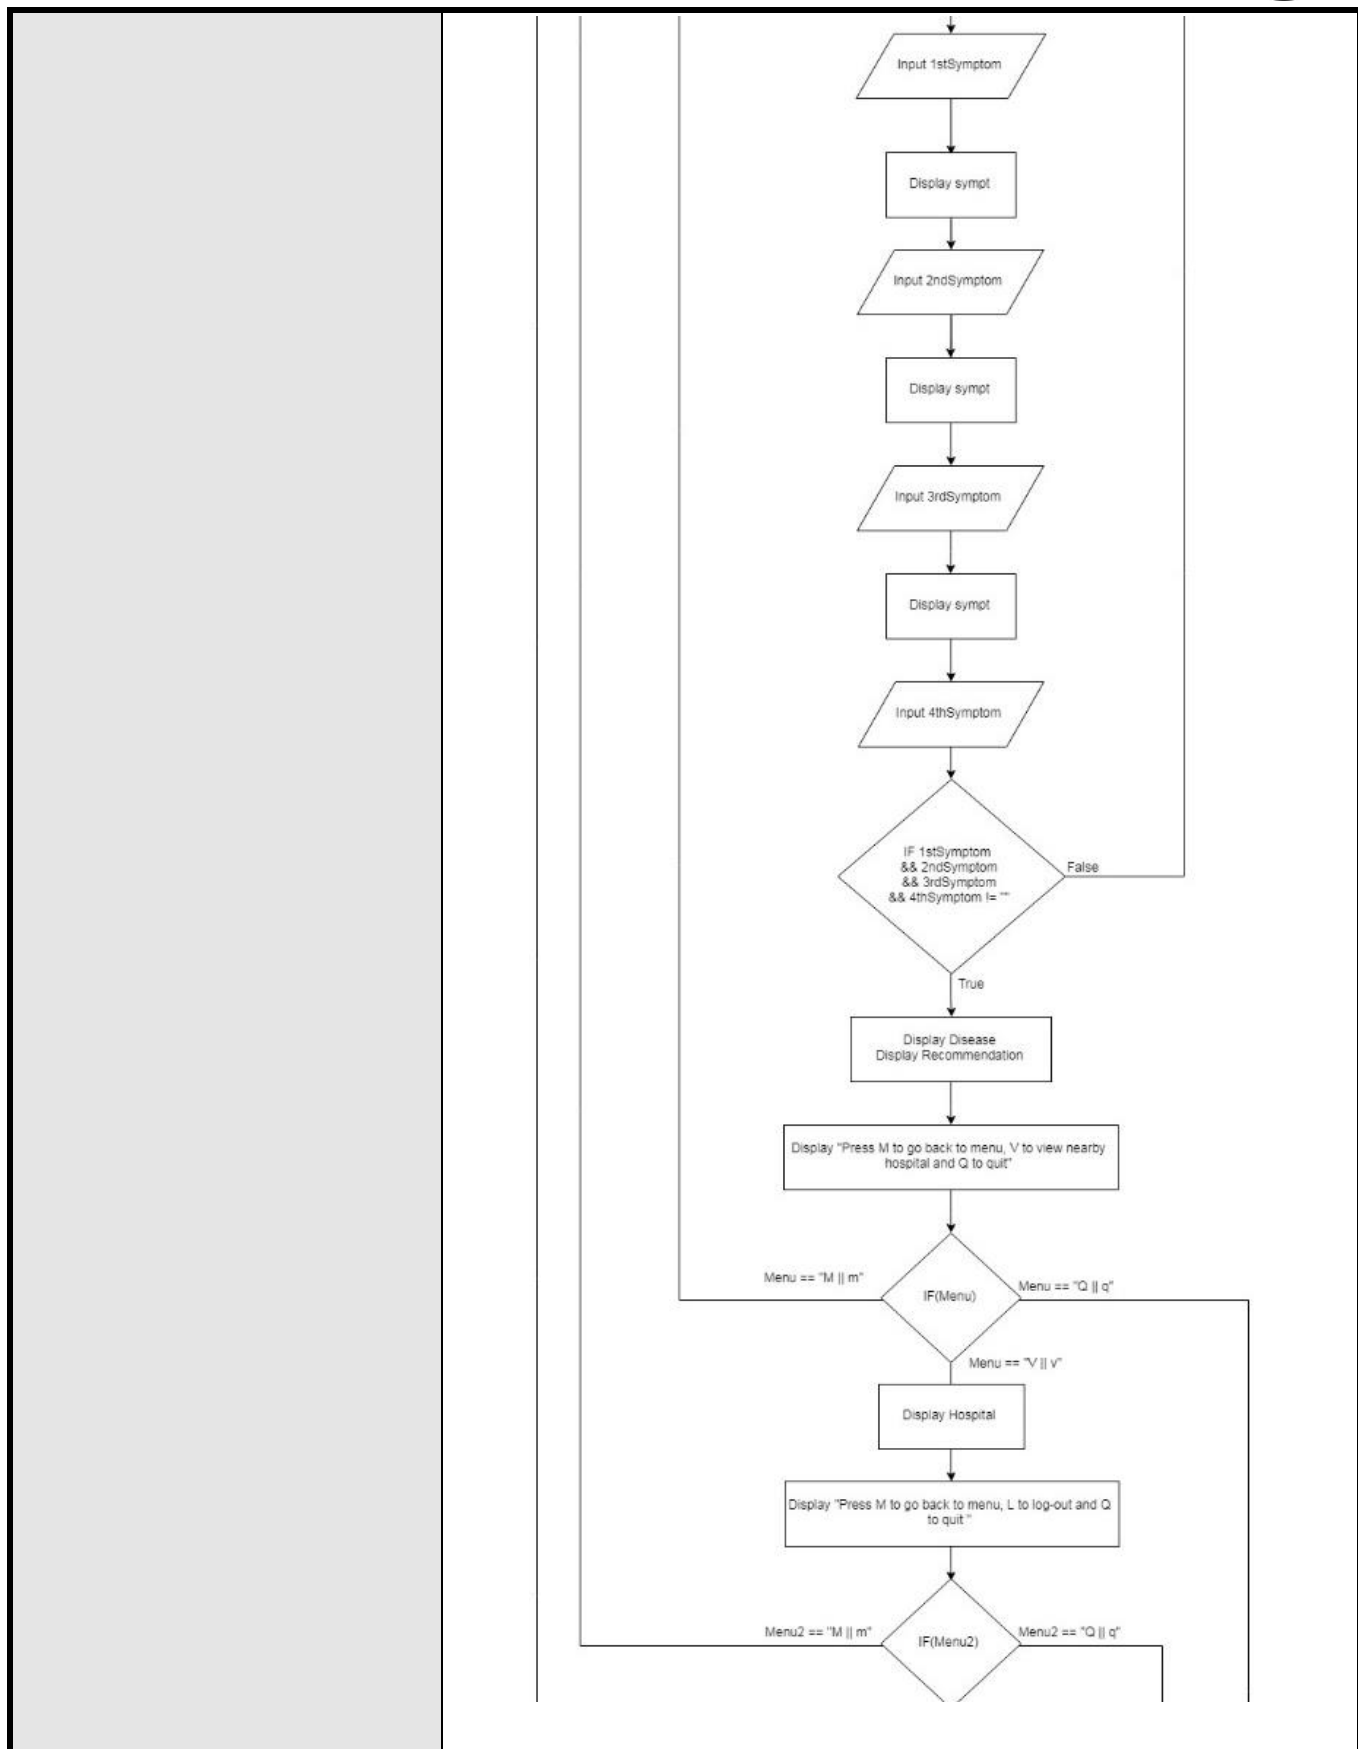 Input 1stSymptom
Display sympt
Input 2ndSymptom
Display sympt
Input 3rdSymptom
Display sympt
Input 4thSymptom
IF 1stSymptom
&& 2ndSymptom
&& 3rdSymptom
&& 4thSymptom != ""
False
True
Display Disease
Display Recommendation
Display "Press M to go back to menu, V to view nearby
hospital and Q to quit"
Menu == "M || m"
IF(Menu)
Menu == "Q || q"
Menu == "V || v"
Display Hospital
Display "Press M to go back to menu, L to log-out and Q
to quit "
Menu2 == "M || m"
IF(Menu2)
Menu2 == "Q || q"